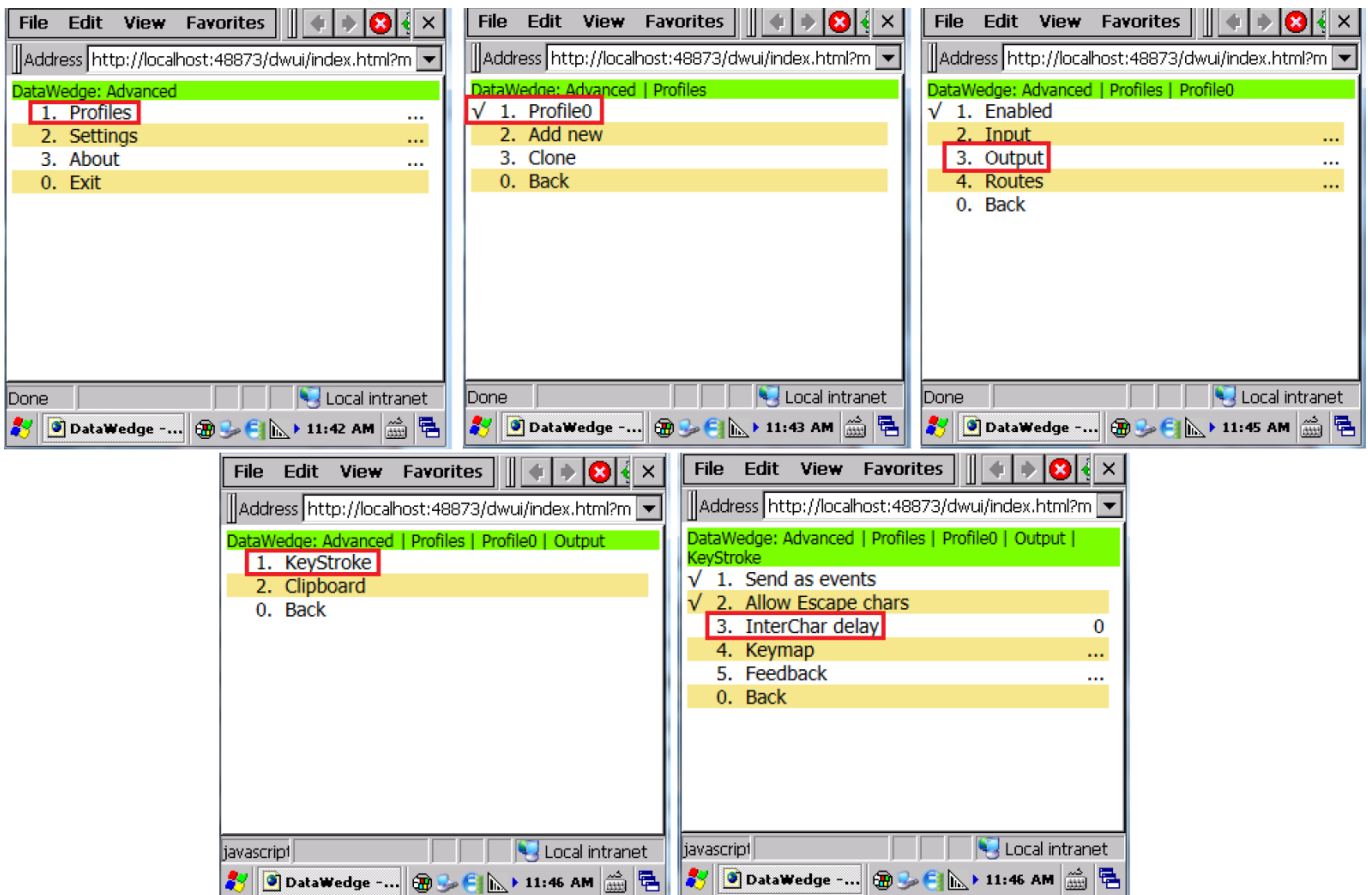 File Edit View Favorites
Address http://localhost:48873/dwui/index.html?m
DataWedge: Advanced
1. Profiles ...
2. Settings ...
3. About ...
0. Exit
Done Local intranet
DataWedge -... 11:42 AM
File Edit View Favorites
Address http://localhost:48873/dwui/index.html?m
DataWedge: Advanced | Profiles
√ 1. Profile0
2. Add new
3. Clone
0. Back
Done Local intranet
DataWedge -... 11:43 AM
File Edit View Favorites
Address http://localhost:48873/dwui/index.html?m
DataWedge: Advanced | Profiles | Profile0
√ 1. Enabled
2. Input ...
3. Output ...
4. Routes ...
0. Back
Done Local intranet
DataWedge -... 11:45 AM
File Edit View Favorites
Address http://localhost:48873/dwui/index.html?m
DataWedge: Advanced | Profiles | Profile0 | Output
1. KeyStroke
2. Clipboard
0. Back
javascript Local intranet
DataWedge -... 11:46 AM
File Edit View Favorites
Address http://localhost:48873/dwui/index.html?m
DataWedge: Advanced | Profiles | Profile0 | Output |
KeyStroke
√ 1. Send as events
√ 2. Allow Escape chars
3. InterChar delay 0
4. Keymap ...
5. Feedback ...
0. Back
javascript Local intranet
DataWedge -... 11:46 AM